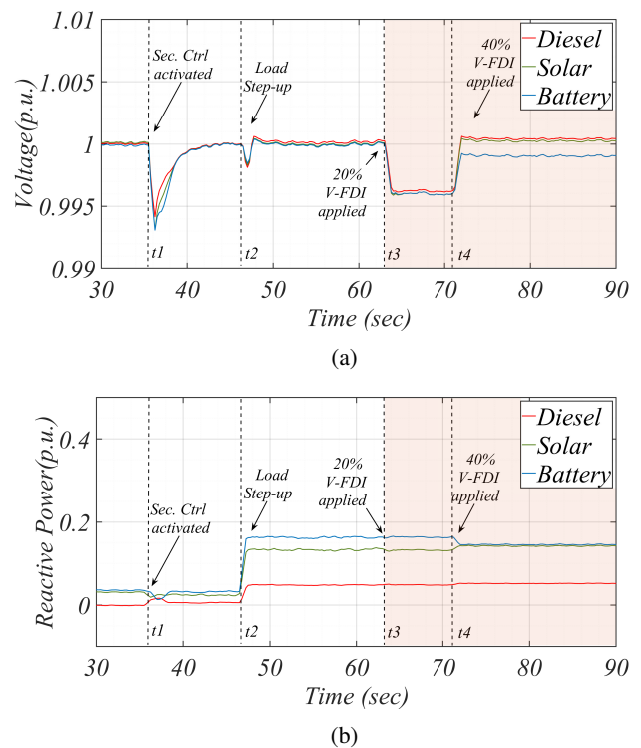 1.01
1.005
1
0.995
0.99
Voltage(p.u.)
Sec. Ctrl
activated
Load
Step-up
20%
V-FDI
applied
40%
V-FDI
applied
Diesel
Solar
Battery
t1
t2
t3
t4
30
40
50
60
70
80
90
Time (sec)
(a)
0.4
0.2
0
Reactive Power(p.u.)
Sec. Ctrl
activated
Load
Step-up
20%
V-FDI
applied
40%
V-FDI
applied
Diesel
Solar
Battery
t1
t2
t3
t4
30
40
50
60
70
80
90
Time (sec)
(b)